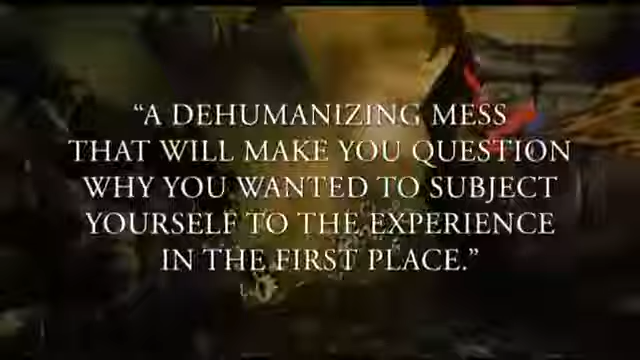 “A DEHUMANIZING MESS
THAT WILL MAKE YOU QUESTION
WHY YOU WANTED TO SUBJECT
YOURSELF TO THE EXPERIENCE
IN THE FIRST PLACE.”